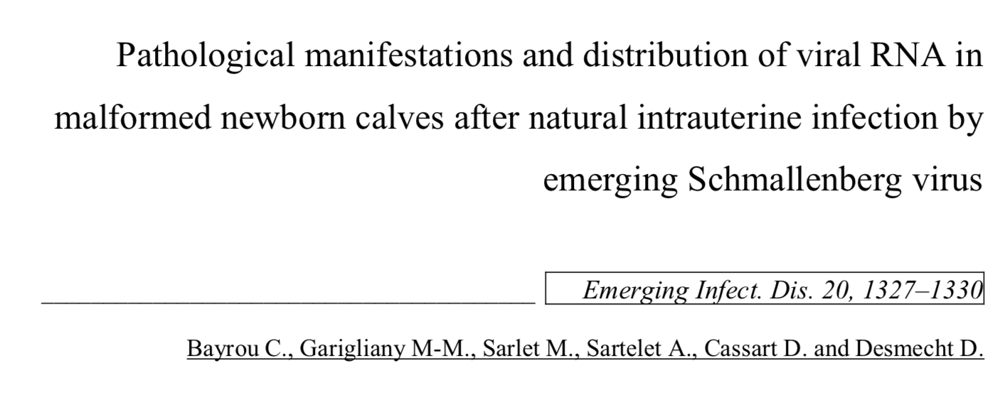 Pathological manifestations and distribution of viral RNA in
malformed newborn calves after natural intrauterine infection by
emerging Schmallenberg virus
Emerging Infect. Dis. 20, 1327–1330
Bayrou C., Garigliany M-M., Sarlet M., Sartelet A., Cassart D. and Desmecht D.